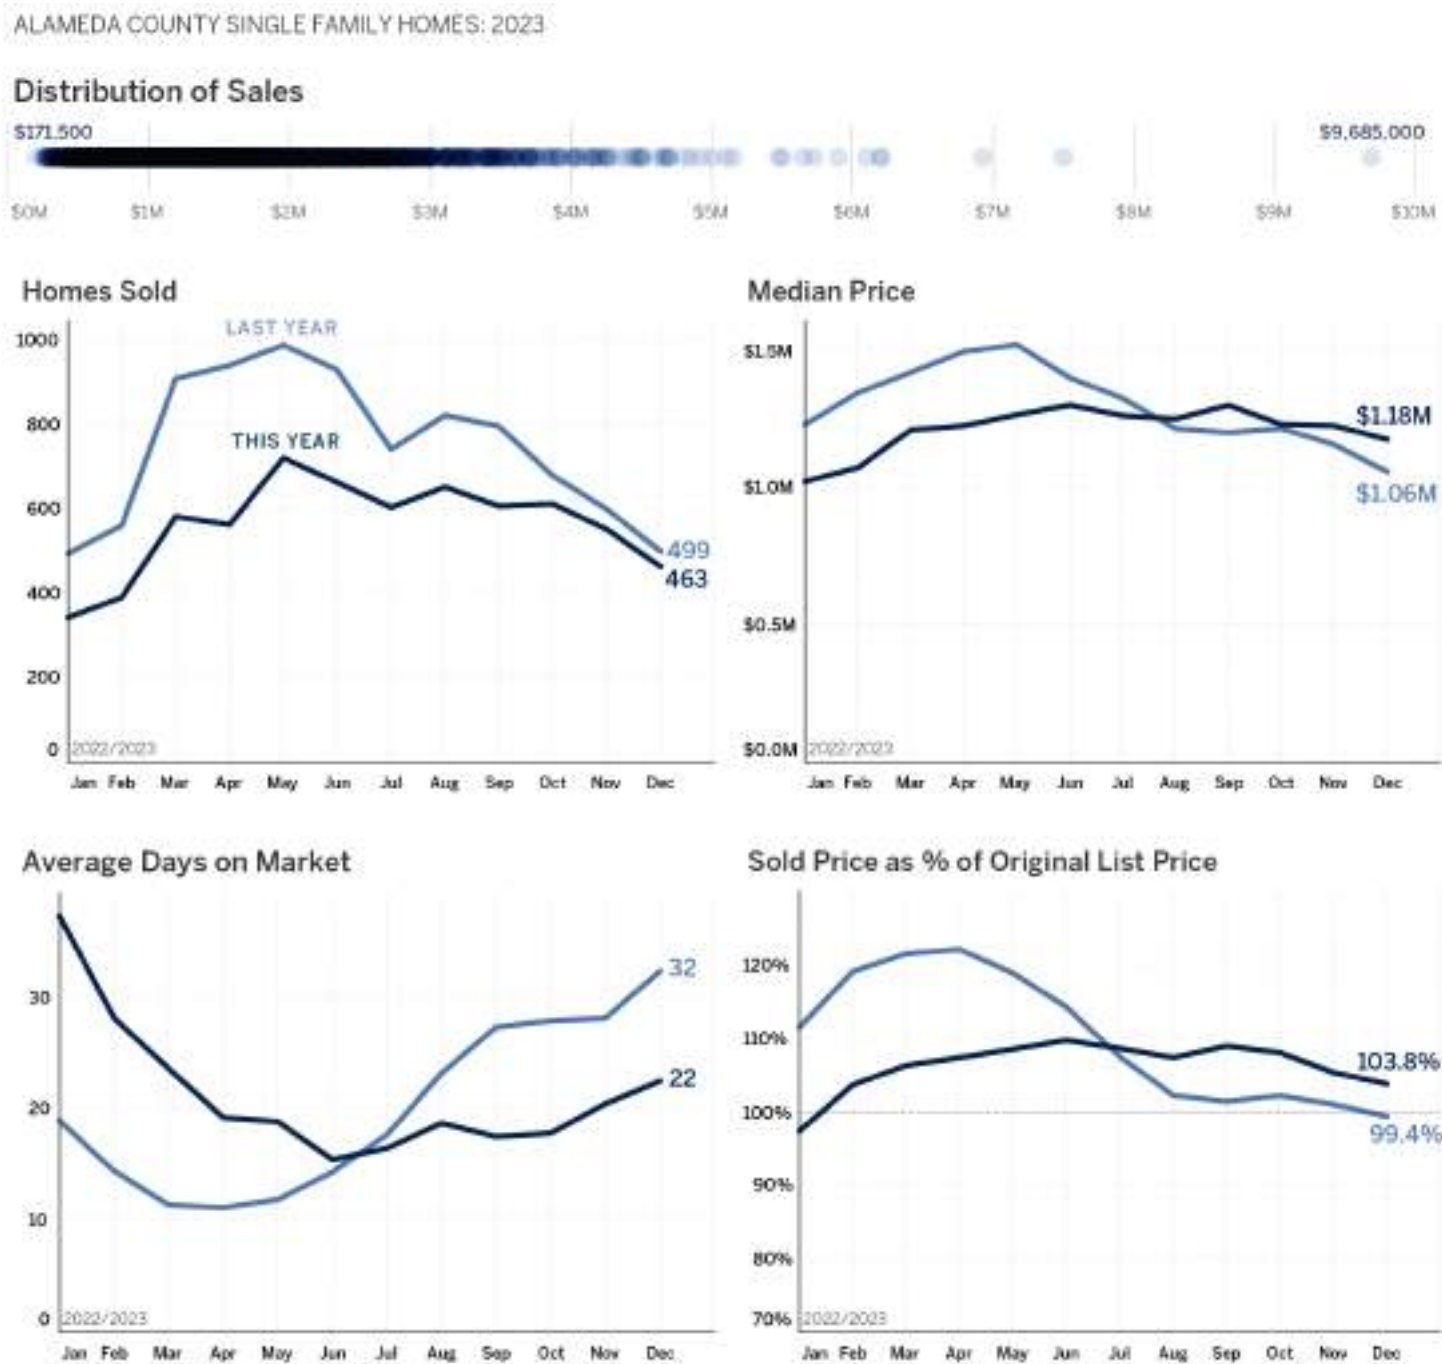 ALAMEDA COUNTY SINGLE FAMILY HOMES: 2023
Distribution of Sales
$171,500 $9,685,000
$0M $1M $2M $3M $4M $5M $6M $7M $8M $9M $10M
Homes Sold
LAST YEAR
THIS YEAR
1000
800
600
400
200
0
499
463
2022/2023
Jan Feb Mar Apr May Jun Jul Aug Sep Oct Nov Dec
Median Price
$1.5M
$1.0M
$0.5M
$0.0M
$1.18M
$1.06M
2022/2023
Jan Feb Mar Apr May Jun Jul Aug Sep Oct Nov Dec
Average Days on Market
30
20
10
0
32
22
2022/2023
Jan Feb Mar Apr May Jun Jul Aug Sep Oct Nov Dec
Sold Price as % of Original List Price
120%
110%
100%
90%
80%
70%
103.8%
99.4%
2022/2023
Jan Feb Mar Apr May Jun Jul Aug Sep Oct Nov Dec